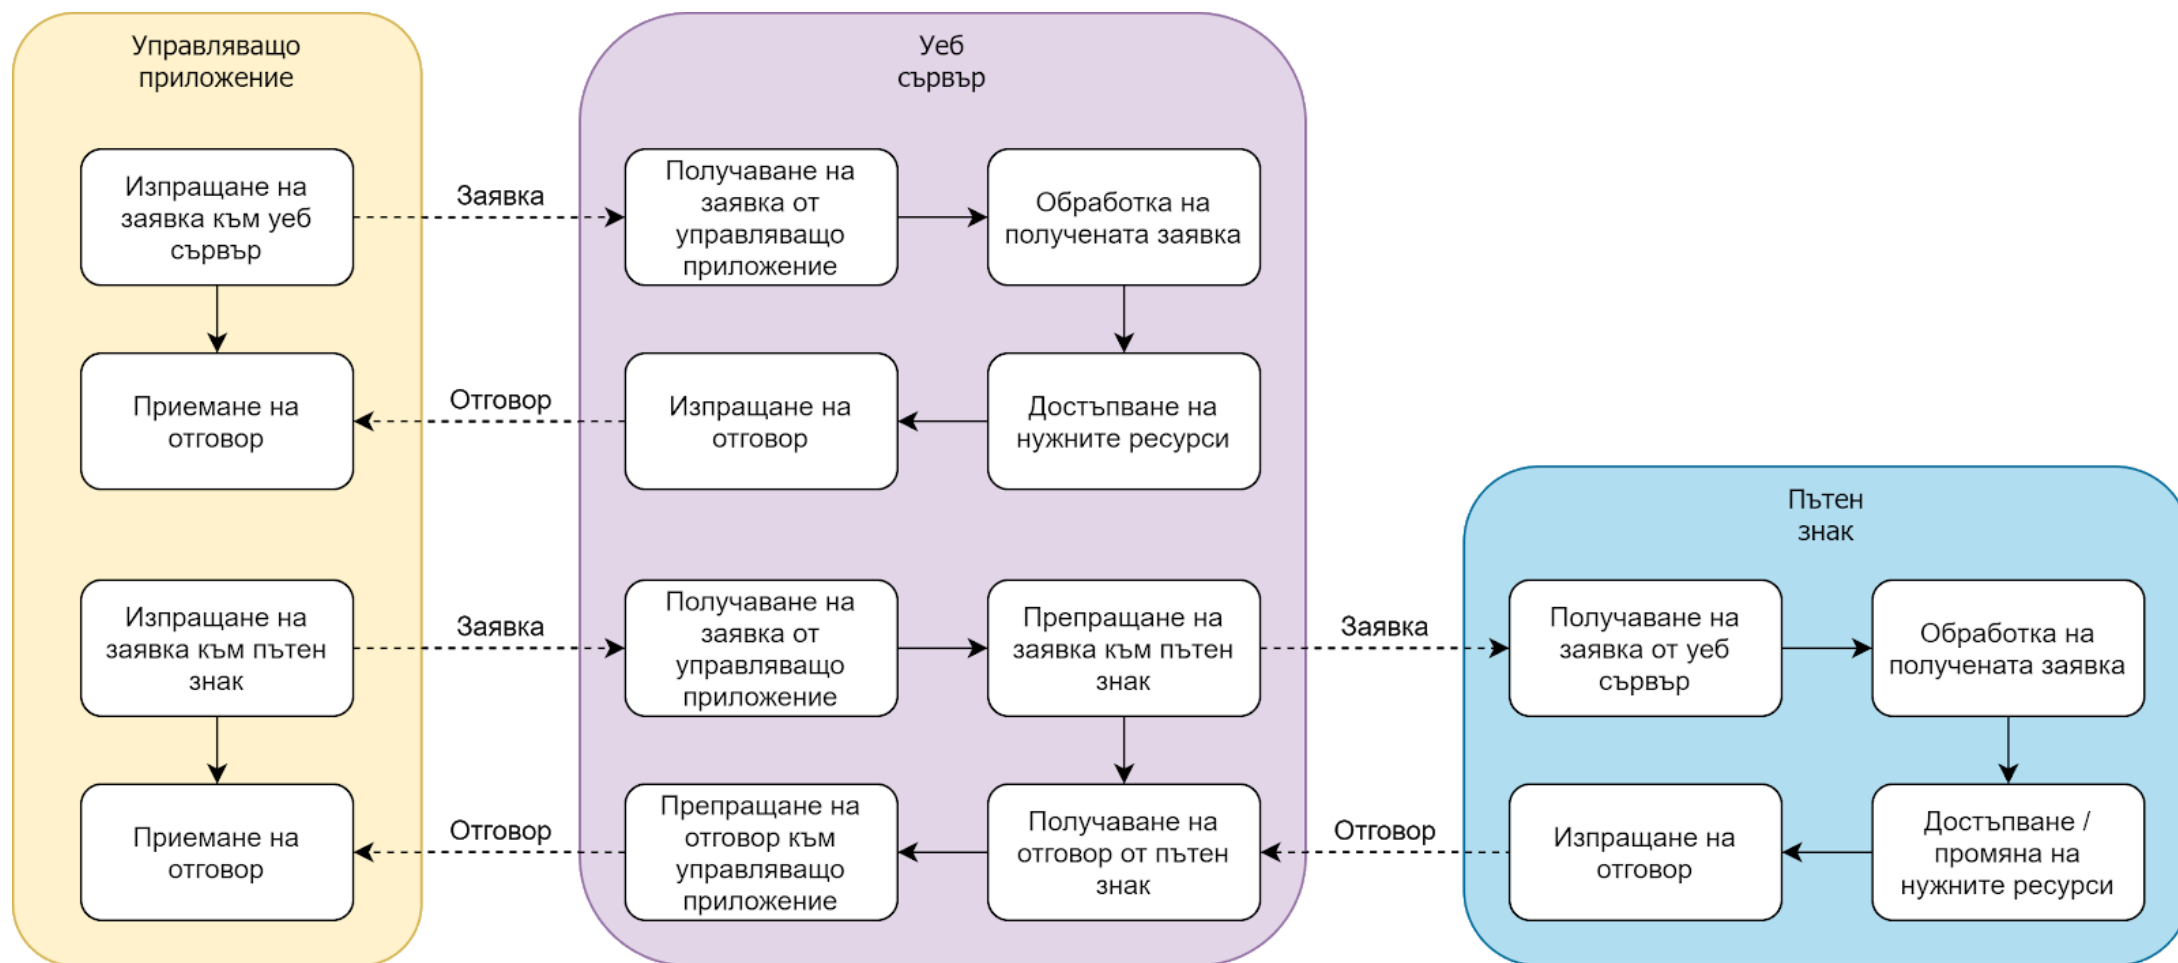 Управляващо
приложение
Уеб
сървър
Изпращане на
заявка към уеб
сървър
Заявка
Получаване на
заявка от
управляващо
приложение
Обработка на
получената заявка
Приемане на
отговор
Отговор
Изпращане на
отговор
Достъпване на
нужните ресурси
Пътен
знак
Изпращане на
заявка към пътен
знак
Заявка
Получаване на
заявка от
управляващо
приложение
Препращане на
заявка към пътен
знак
Заявка
Получаване на
заявка от уеб
сървър
Обработка на
получената заявка
Приемане на
отговор
Отговор
Препращане на
отговор към
управляващо
приложение
Получаване на
отговор от пътен
знак
Отговор
Изпращане на
отговор
Достъпване /
промяна на
нужните ресурси